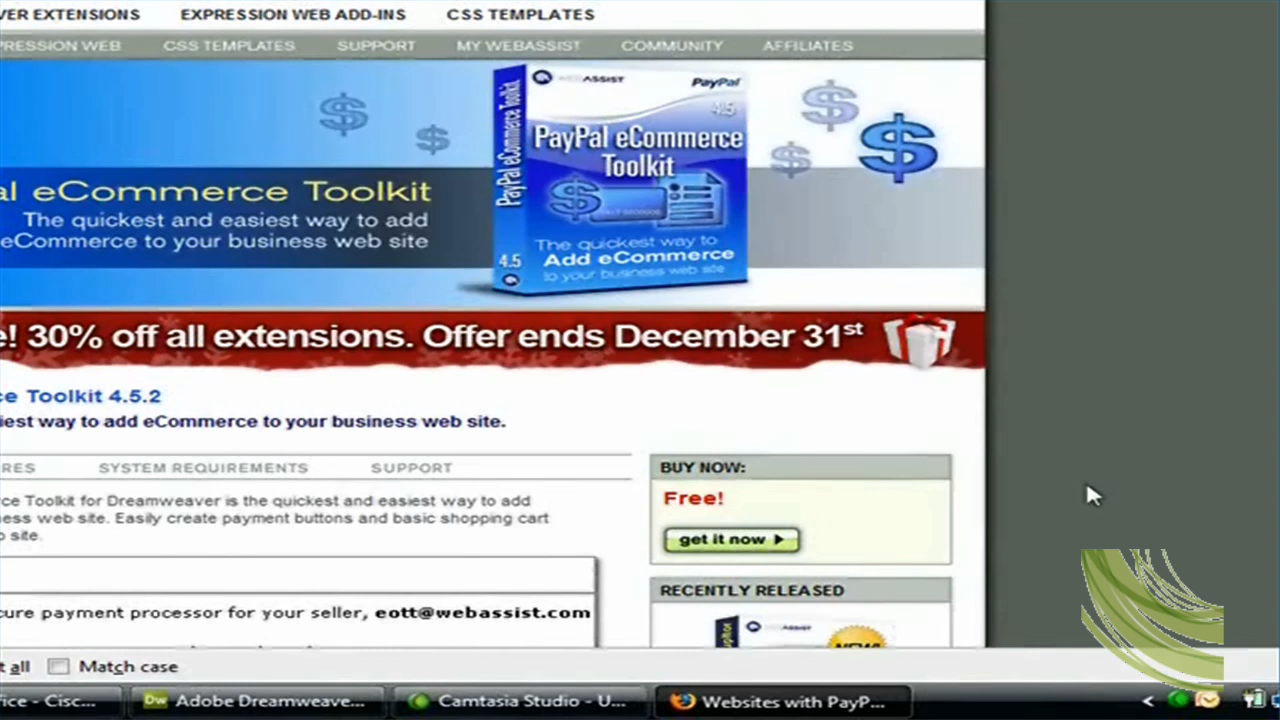 VER EXTENSIONS EXPRESSION WEB ADD-INS CSS TEMPLATES
PRESSION WEB CSS TEMPLATES SUPPORT MY WEBASSIST COMMUNITY AFFILIATES
WEBASSIST PayPal
4.5
PayPal eCommerce Toolkit
PayPal eCommerce
Toolkit
al eCommerce Toolkit
The quickest and easiest way to add
eCommerce to your business web site
The quickest way to
Add eCommerce
to your business web site
4.5
e! 30% off all extensions. Offer ends December 31st
ce Toolkit 4.5.2
iest way to add eCommerce to your business web site.
RES SYSTEM REQUIREMENTS SUPPORT
ce Toolkit for Dreamweaver is the quickest and easiest way to add
ness web site. Easily create payment buttons and basic shopping cart
b site.
BUY NOW:
Free!
get it now
cure payment processor for your seller, eott@webassist.com
RECENTLY RELEASED
WEBASSIST
NEW!
t all Match case
fice - Cisc... Dw Adobe Dreamweave... Camtasia Studio - U... Websites with PayP... <